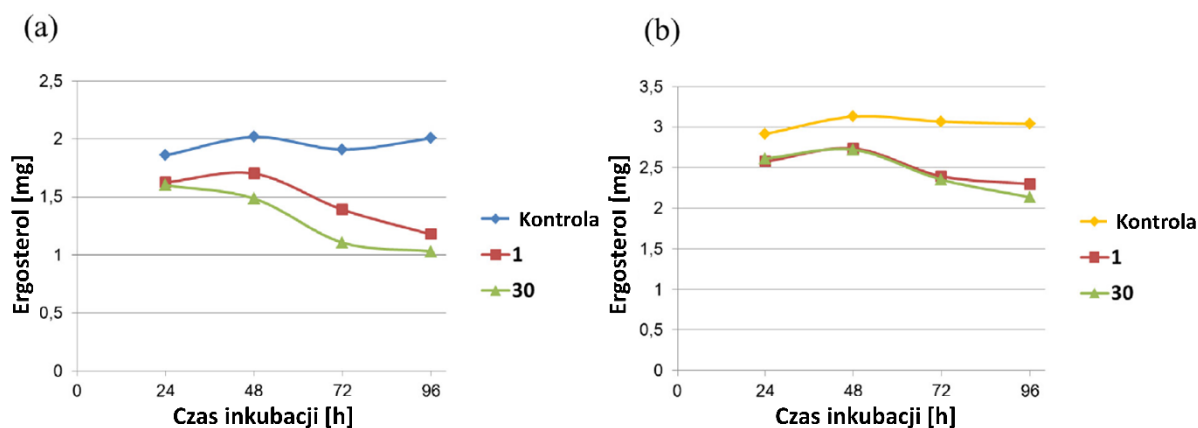 (a)
2,5
2
1,5
1
0,5
0
Ergosterol [mg]
0 24 48 72 96
Czas inkubacji [h]
Kontrola
1
30
(b)
3,5
3
2,5
2
1,5
1
0,5
0
Ergosterol [mg]
0 24 48 72 96
Czas inkubacji [h]
Kontrola
1
30